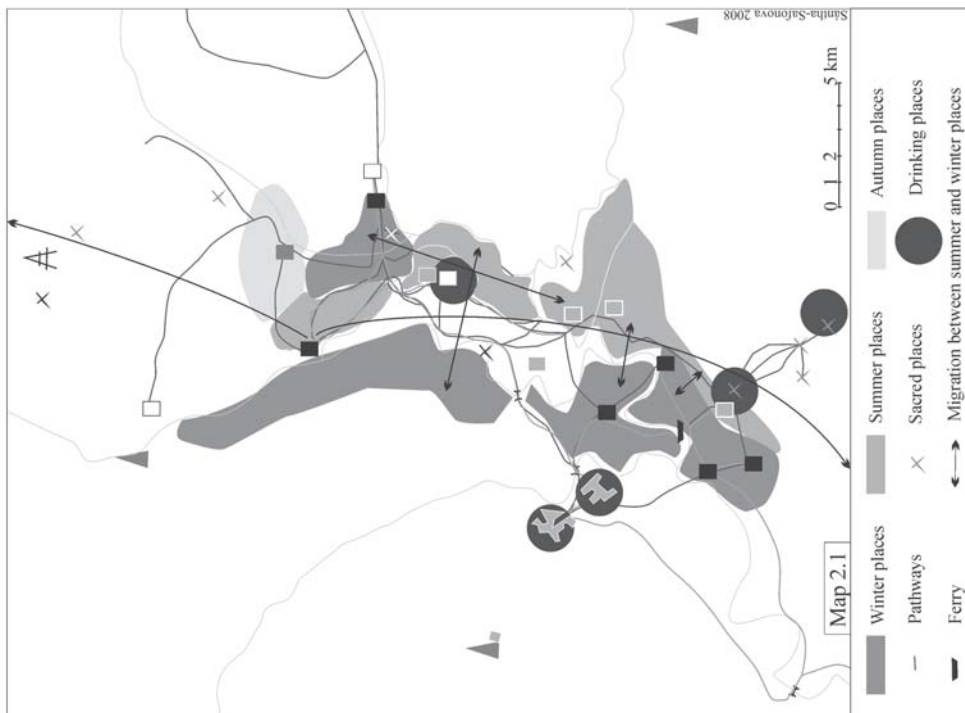 Sántha-Safonova 2008
0 1 2 5 km
Map 2.1
Winter places
Summer places
Autumn places
Pathways
Sacred places
Drinking places
Ferry
Migration between summer and winter places